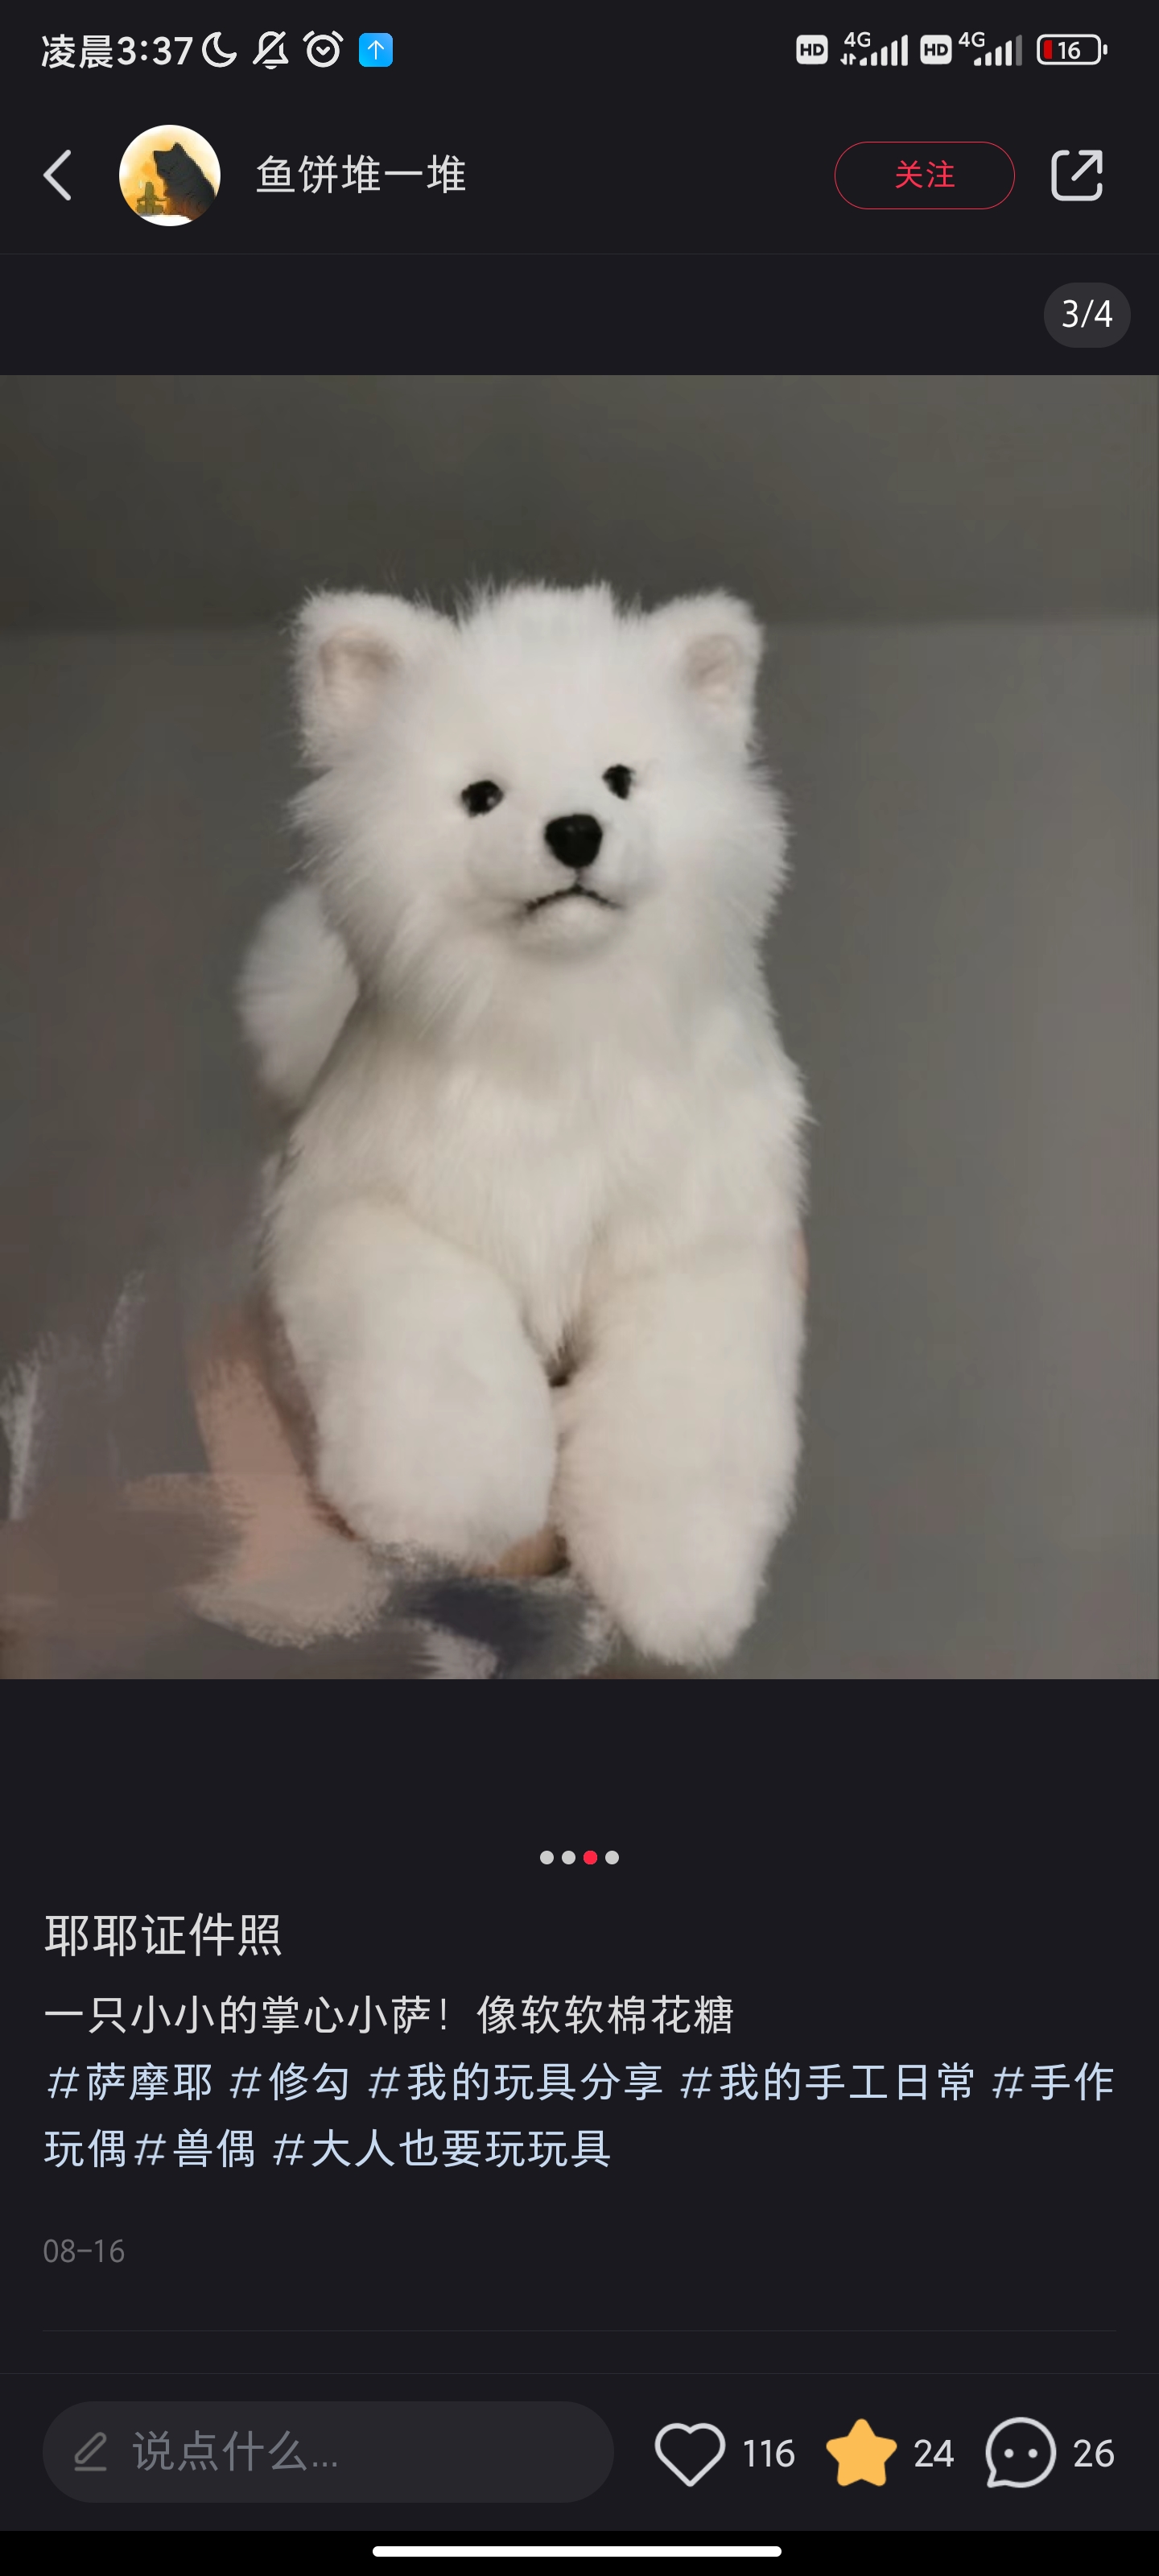 凌晨3:37 HD 4G HD 4G 16
鱼饼堆一堆 关注
3/4
耶耶证件照
一只小小的掌心小萨！像软软棉花糖
#萨摩耶 #修勾 #我的玩具分享 #我的手工日常 #手作
玩偶#兽偶 #大人也要玩玩具
08-16
说点什么... 116 24 26